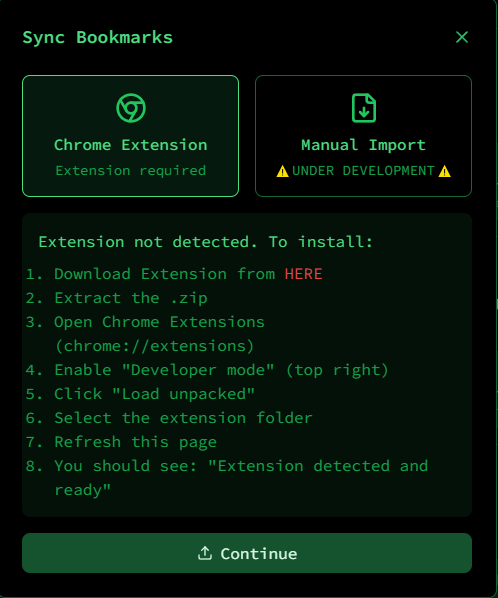 Sync Bookmarks
Chrome Extension
Extension required
Manual Import
⚠️UNDER DEVELOPMENT⚠️
Extension not detected. To install:
1. Download Extension from HERE
2. Extract the .zip
3. Open Chrome Extensions
(chrome://extensions)
4. Enable "Developer mode" (top right)
5. Click "Load unpacked"
6. Select the extension folder
7. Refresh this page
8. You should see: "Extension detected and
ready"
Continue